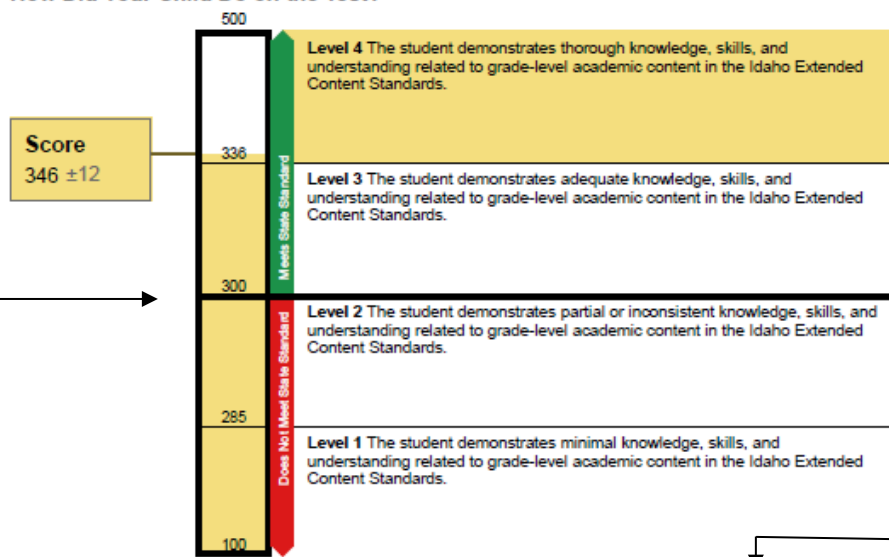 500
Level 4 The student demonstrates thorough knowledge, skills, and
understanding related to grade-level academic content in the Idaho Extended
Content Standards.
Score
346 ±12
336
Level 3 The student demonstrates adequate knowledge, skills, and
understanding related to grade-level academic content in the Idaho Extended
Content Standards.
Meets State Standard
300
Level 2 The student demonstrates partial or inconsistent knowledge, skills, and
understanding related to grade-level academic content in the Idaho Extended
Content Standards.
Does Not Meet State Standard
285
Level 1 The student demonstrates minimal knowledge, skills, and
understanding related to grade-level academic content in the Idaho Extended
Content Standards.
100